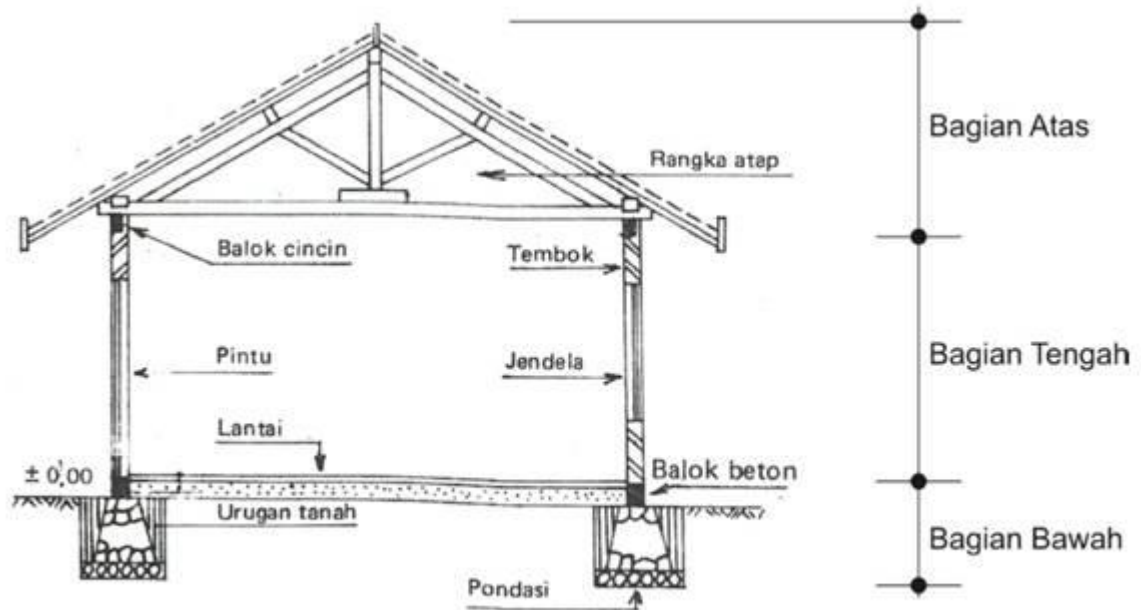 Bagian Atas
Rangka atap
Balok cincin
Tembok
Pintu
Jendela
Bagian Tengah
Lantai
± 0,00
Balok beton
Urugan tanah
Bagian Bawah
Pondasi